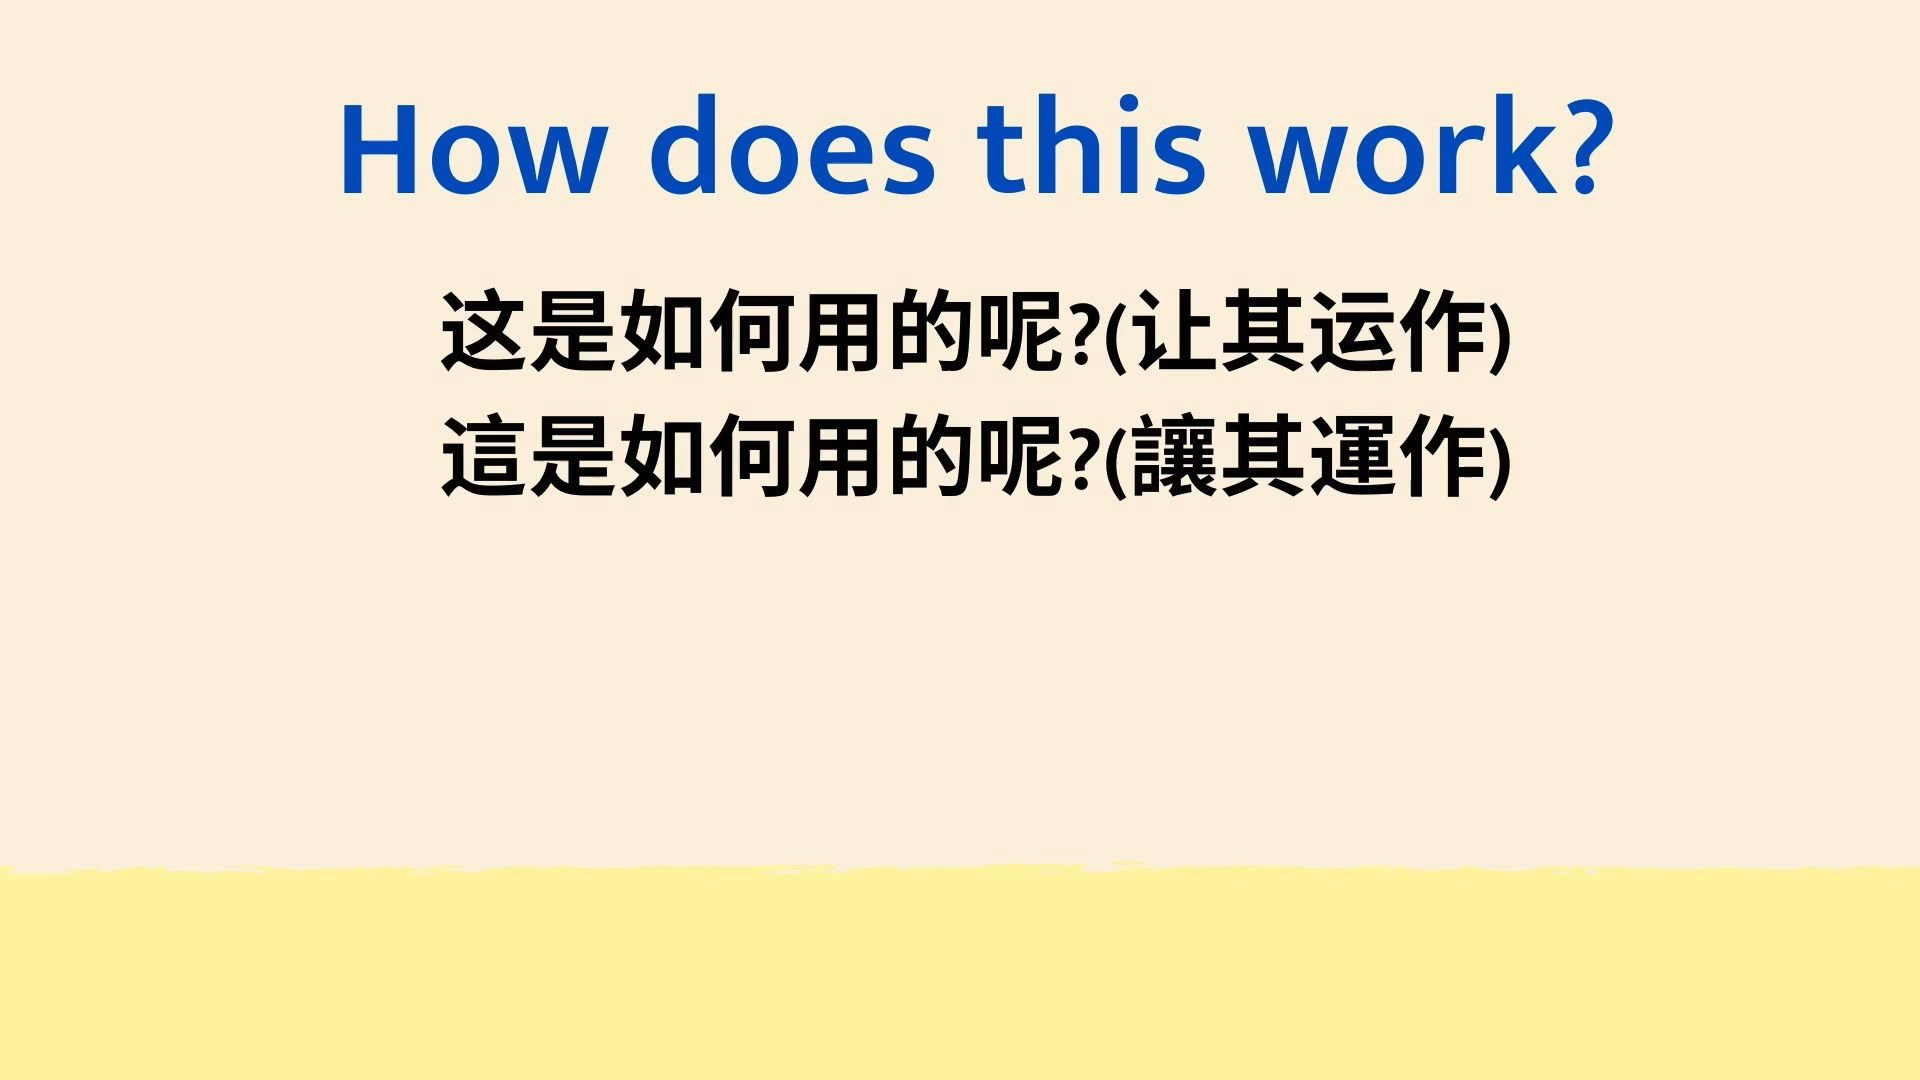 How does this work?
这是如何用的呢?(让其运作)
這是如何用的呢?(讓其運作)